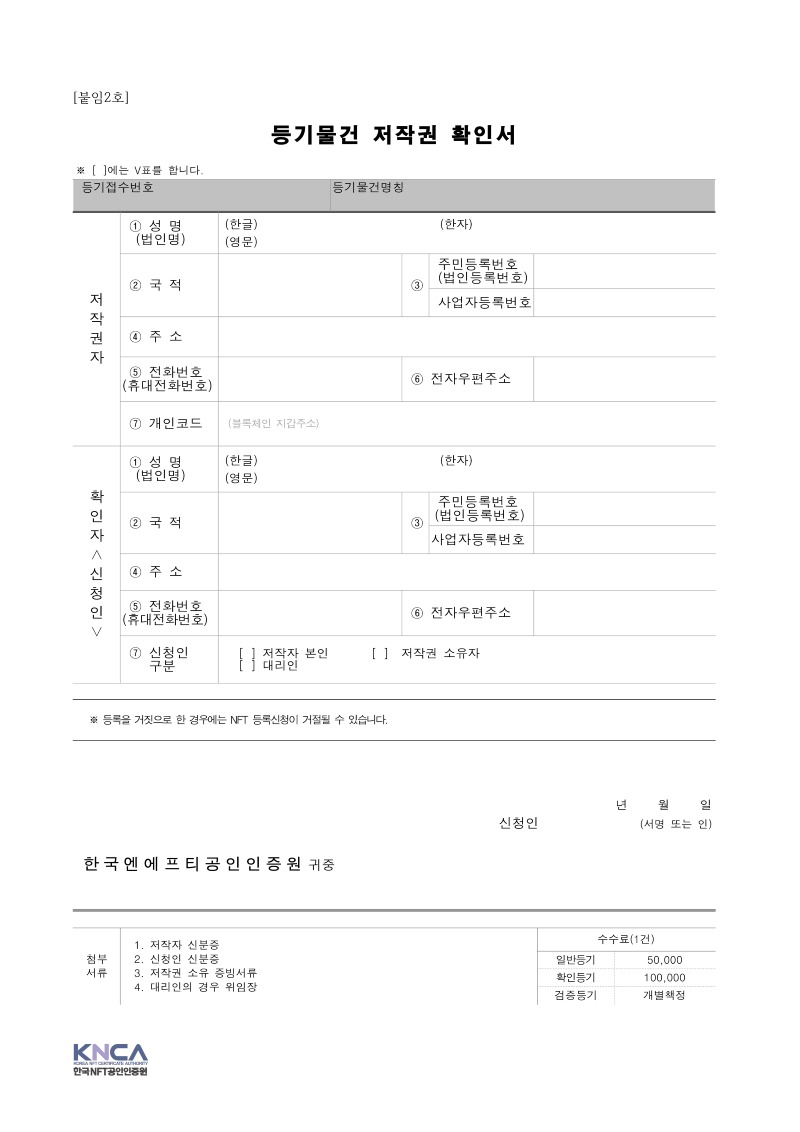 [붙임2호]
등기물건 저작권 확인서
※ [ ]에는 V표를 합니다.
등기접수번호 등기물건명칭
저작권자
① 성 명 (한글) (한자)
(법인명) (영문)
② 국 적 ③ 주민등록번호
(법인등록번호)
사업자등록번호
④ 주 소
⑤ 전화번호 ⑥ 전자우편주소
(휴대전화번호)
⑦ 개인코드 (블록체인 지갑주소)
확인자<신청인>
① 성 명 (한글) (한자)
(법인명) (영문)
② 국 적 ③ 주민등록번호
(법인등록번호)
사업자등록번호
④ 주 소
⑤ 전화번호 ⑥ 전자우편주소
(휴대전화번호)
⑦ 신청인 [ ] 저작자 본인 [ ] 저작권 소유자
구분 [ ] 대리인
※ 등록을 거짓으로 한 경우에는 NFT 등록신청이 거절될 수 있습니다.
년 월 일
신청인 (서명 또는 인)
한국엔에프티공인인증원 귀중
첨부
서류
1. 저작자 신분증
2. 신청인 신분증
3. 저작권 소유 증빙서류
4. 대리인의 경우 위임장
수수료(1건)
일반등기 50,000
확인등기 100,000
검증등기 개별책정
KNCA
KOREA NFT CERTIFICATE AUTHORITY
한국NFT공인인증원